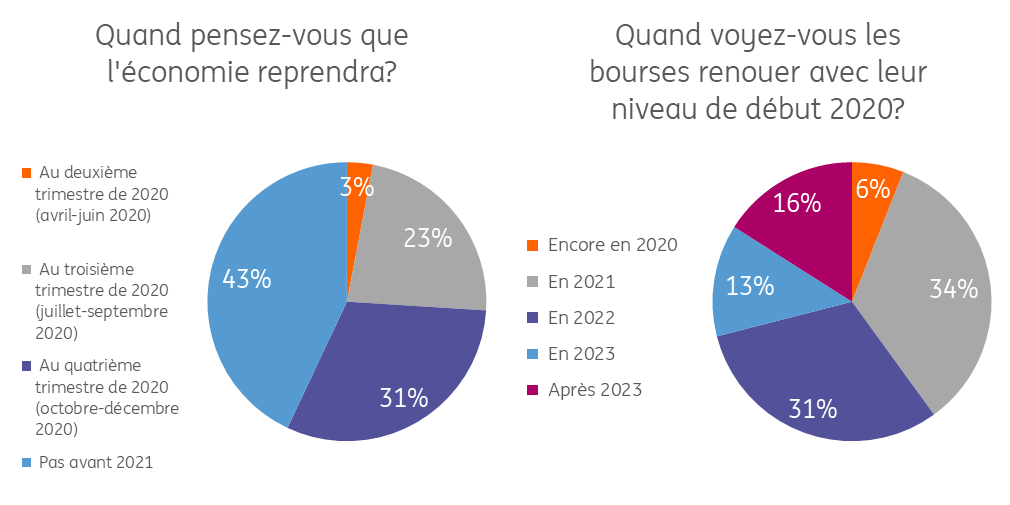 Quand pensez-vous que
l'économie reprendra?
Au deuxième
trimestre de 2020
(avril-juin 2020)
Au troisième
trimestre de 2020
(juillet-septembre
2020)
Au quatrième
trimestre de 2020
(octobre-décembre
2020)
Pas avant 2021
3%
23%
31%
43%
Quand voyez-vous les
bourses renouer avec leur
niveau de début 2020?
Encore en 2020
En 2021
En 2022
En 2023
Après 2023
6%
34%
31%
13%
16%